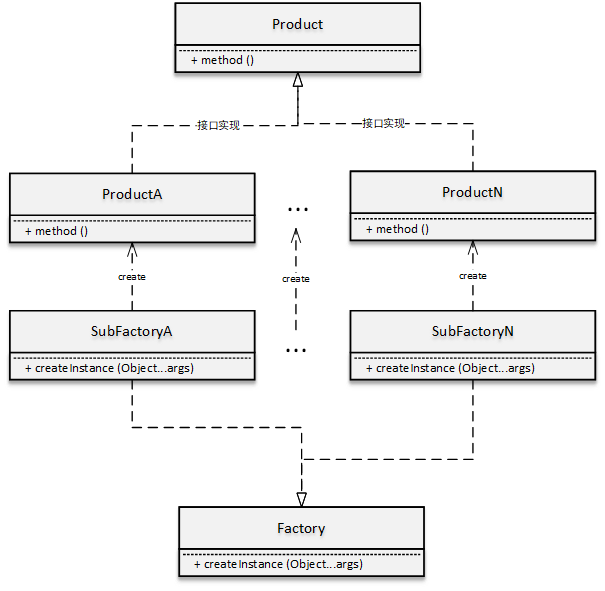 Product
+ method ()
接口实现
接口实现
ProductA
+ method ()
...
ProductN
+ method ()
create
create
create
SubFactoryA
+ createInstance (Object...args)
...
SubFactoryN
+ createInstance (Object...args)
Factory
+ createInstance (Object...args)